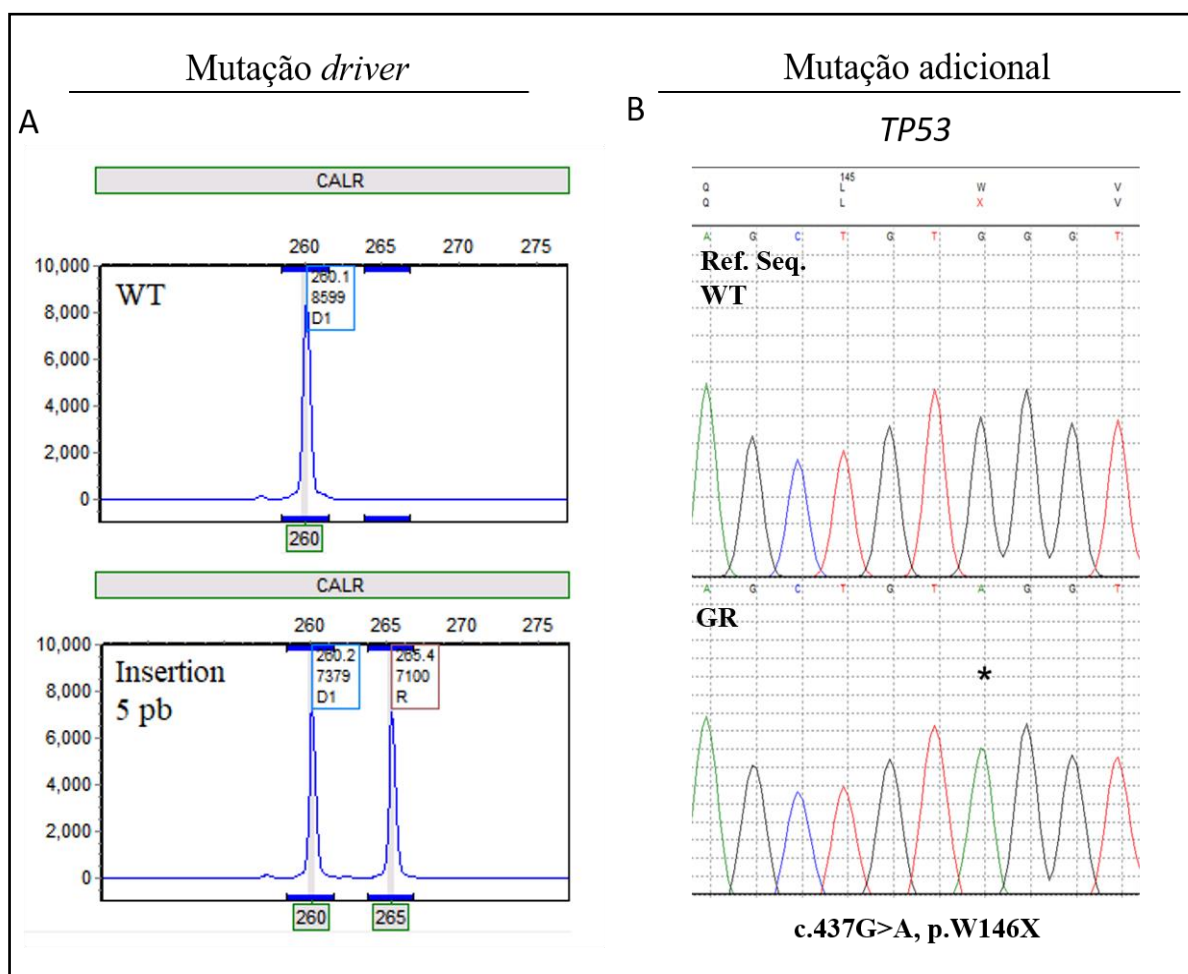 Mutação driver
Mutação adicional
A
B
TP53
CALR
260 265 270 275
10,000
8,000
6,000
4,000
2,000
0
WT
260.1
8599
D1
260
CALR
260 265 270 275
10,000
8,000
6,000
4,000
2,000
0
Insertion
5 pb
260.2
7379
D1
265.4
7100
R
260 265
145
Q L W V
Q L X V
A G C T G T G G G T
Ref. Seq.
WT
A G C T G T A G G T
GR
*
c.437G>A, p.W146X